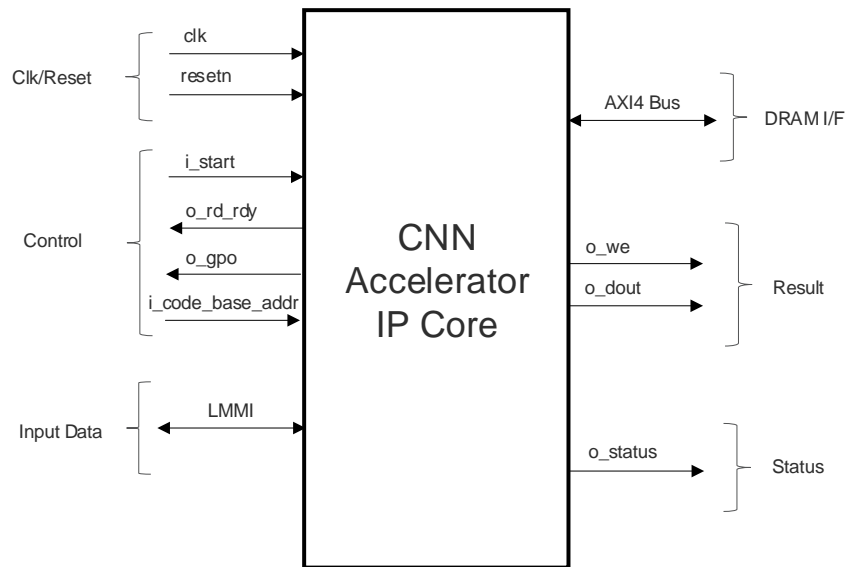 clk
Clk/Reset
resetn
i_start
o_rd_rdy
Control
o_gpo
i_code_base_addr
Input Data
LMMI
CNN
Accelerator
IP Core
AXI4 Bus
DRAM I/F
o_we
o_dout
Result
o_status
Status